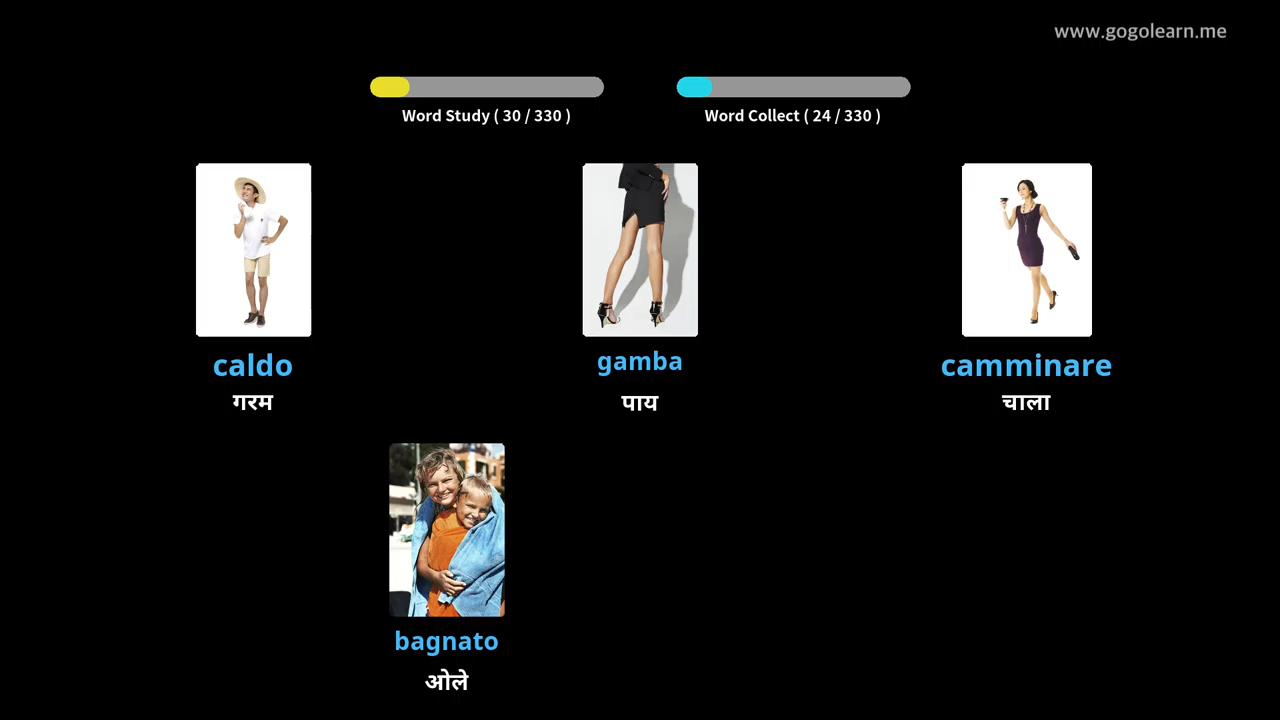 www.gogolearn.me
Word Study ( 30 / 330 )
Word Collect ( 24 / 330 )
caldo
गरम
gamba
पाय
camminare
चाला
bagnato
ओले